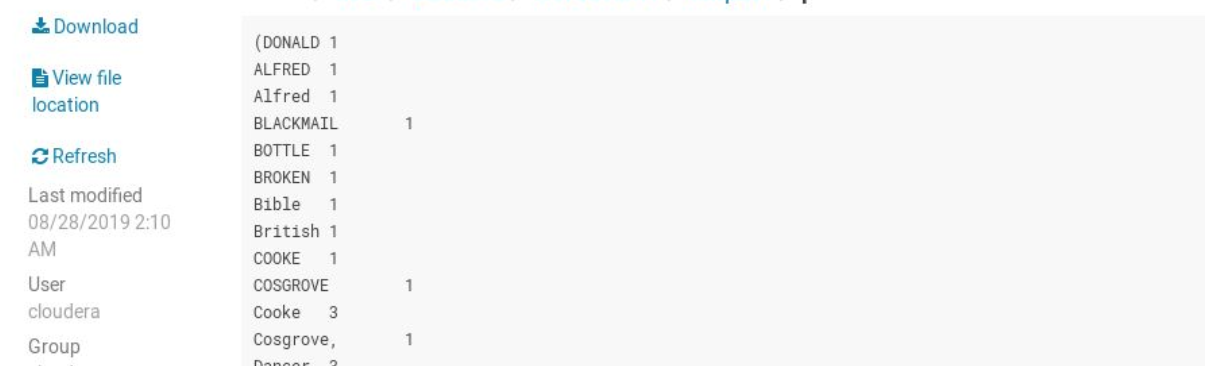 Download
View file
location
Refresh
Last modified
08/28/2019 2:10
AM
User
cloudera
Group
(DONALD 1
ALFRED 1
Alfred 1
BLACKMAIL 1
BOTTLE 1
BROKEN 1
Bible 1
British 1
COOKE 1
COSGROVE 1
Cooke 3
Cosgrove, 1